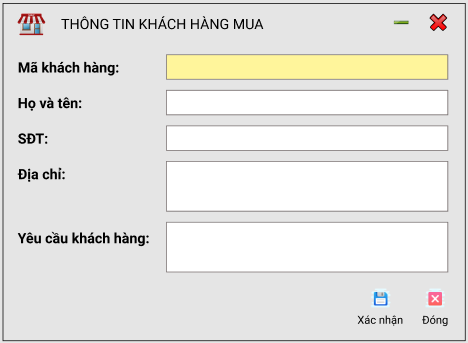 THÔNG TIN KHÁCH HÀNG MUA
Mã khách hàng:
Họ và tên:
SĐT:
Địa chỉ:
Yêu cầu khách hàng:
Xác nhận Đóng